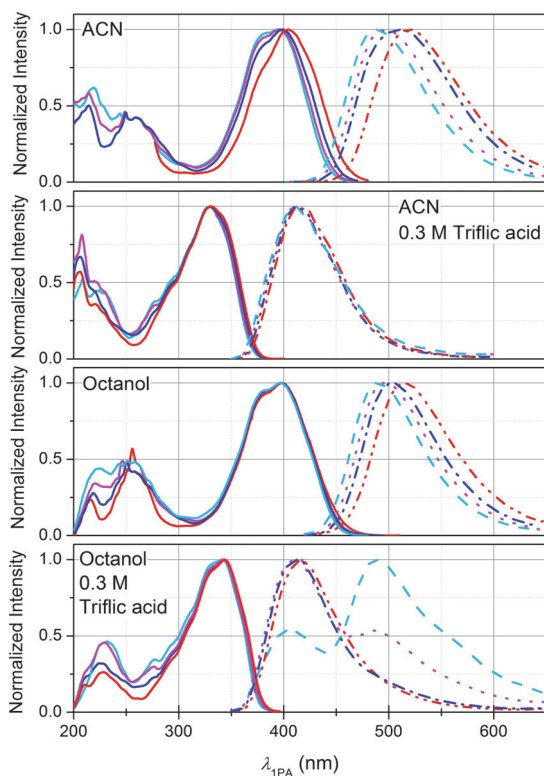 1.0
ACN
0.5
0.0
Normalized Intensity
1.0
ACN
0.3 M Triflic acid
0.5
0.0
Normalized Intensity
1.0
Octanol
0.5
0.0
Normalized Intensity
1.0
Octanol
0.3 M
Triflic acid
0.5
0.0
Normalized Intensity
200 300 400 500 600
λ1PA (nm)